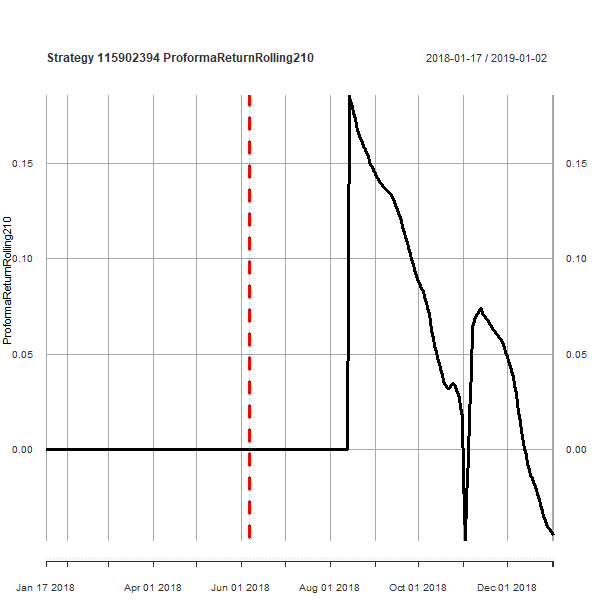 Strategy 115902394 ProformaReturnRolling210
2018-01-17 / 2019-01-02
0.15
0.15
0.10
0.10
0.05
0.05
0.00
0.00
ProformaReturnRolling210
Jan 17 2018
Apr 01 2018
Jun 01 2018
Aug 01 2018
Oct 01 2018
Dec 01 2018